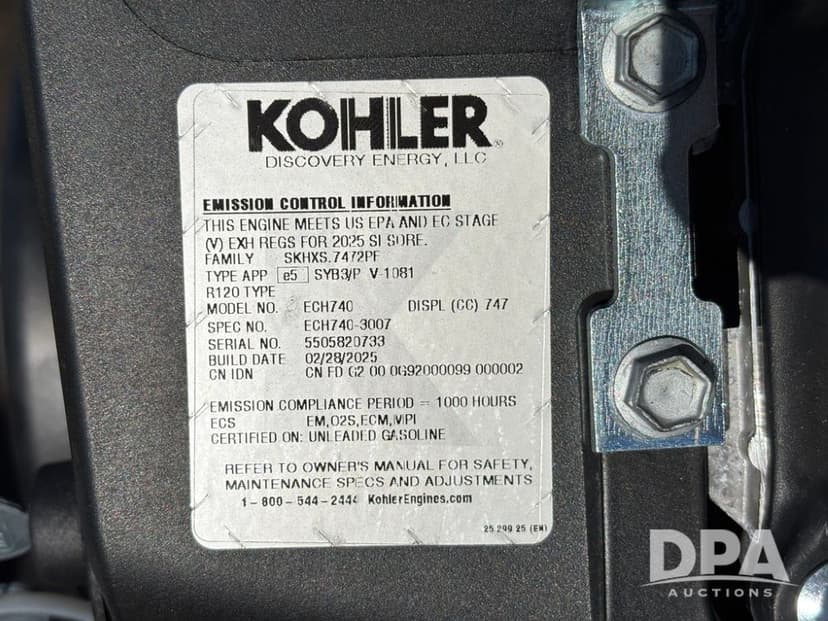 KOHLER®
DISCOVERY ENERGY, LLC
EMISSION CONTROL INFORMATION
THIS ENGINE MEETS US EPA AND EC STAGE
(V) EXH REGS FOR 2025 SI SORE.
FAMILY SKHXS.7472PF
TYPE APP e5 SYB3/P V-1081
R120 TYPE
MODEL NO. ECH740 DISPL (CC) 747
SPEC NO. ECH740-3007
SERIAL NO. 5505820733
BUILD DATE 02/28/2025
CN IDN CN FD G2 00 0G92000099 000002
EMISSION COMPLIANCE PERIOD = 1000 HOURS
ECS EM,O2S,ECM,MPI
CERTIFIED ON: UNLEADED GASOLINE
REFER TO OWNER'S MANUAL FOR SAFETY,
MAINTENANCE SPECS AND ADJUSTMENTS
1-800-544-2444 KohlerEngines.com
25 299 25 (EN)
DPA
AUCTIONS